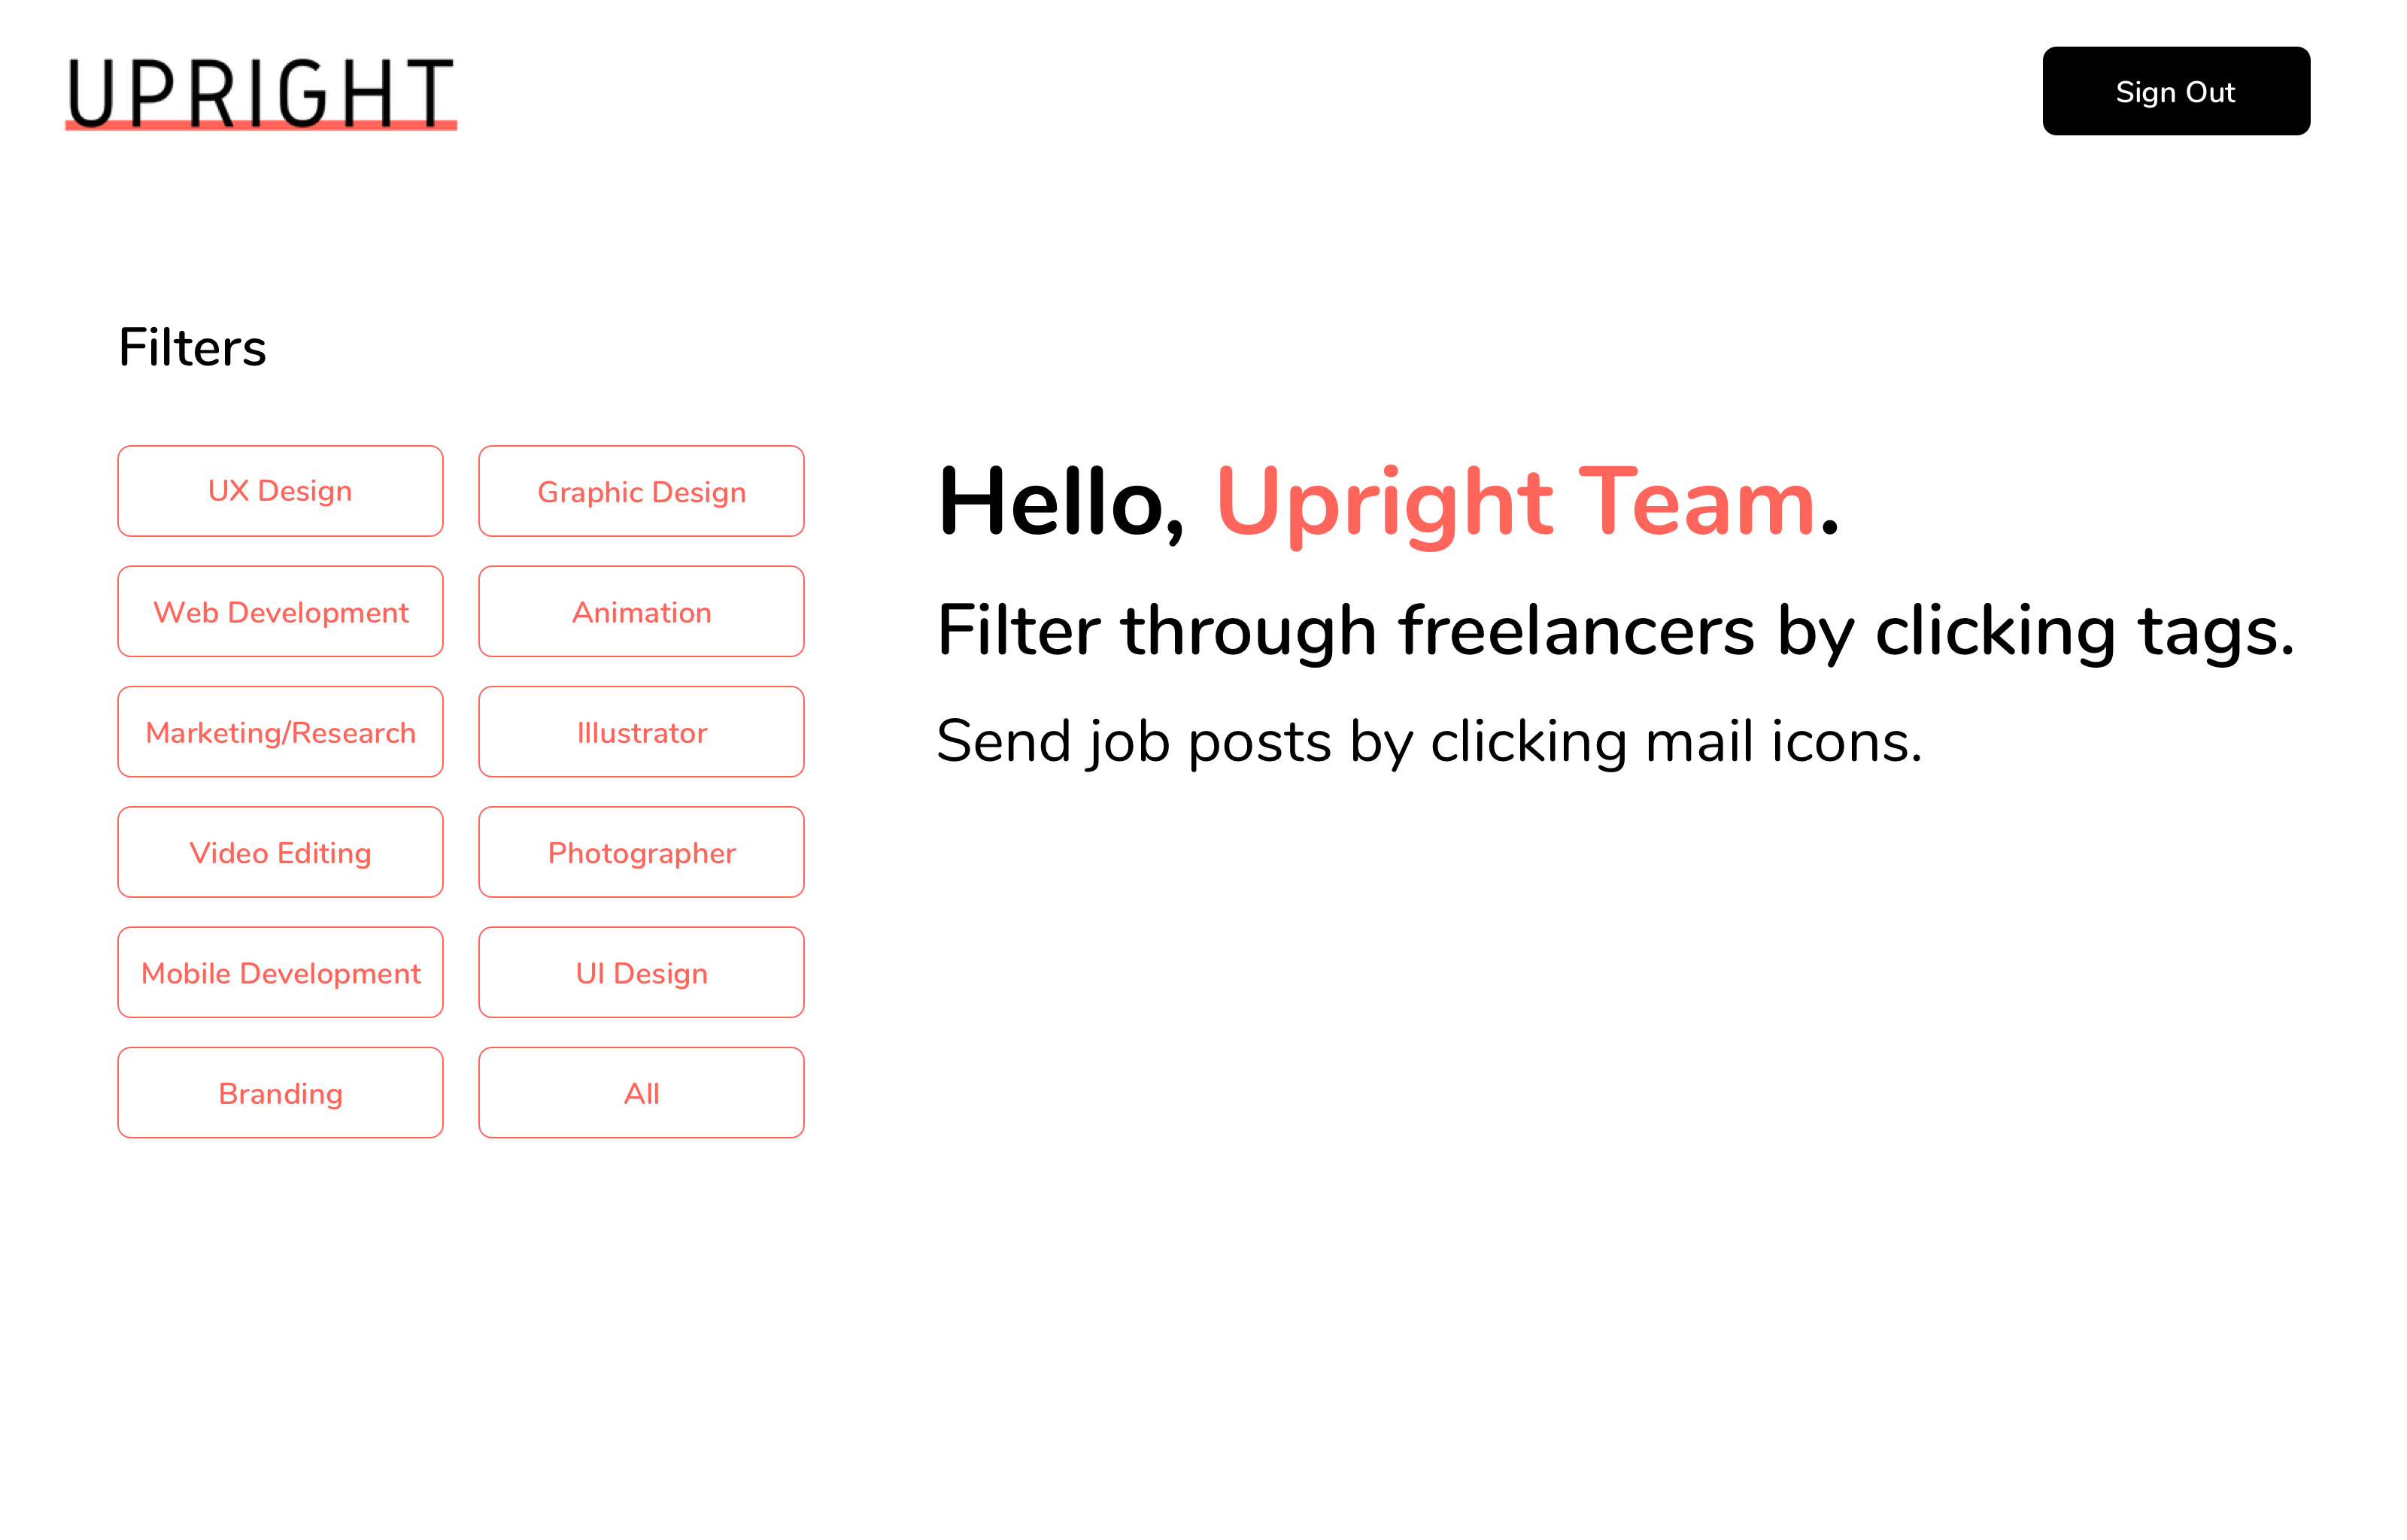 UPRIGHT
Sign Out
Filters
UX Design
Graphic Design
Web Development
Animation
Marketing/Research
Illustrator
Video Editing
Photographer
Mobile Development
UI Design
Branding
All
Hello, Upright Team.
Filter through freelancers by clicking tags.
Send job posts by clicking mail icons.